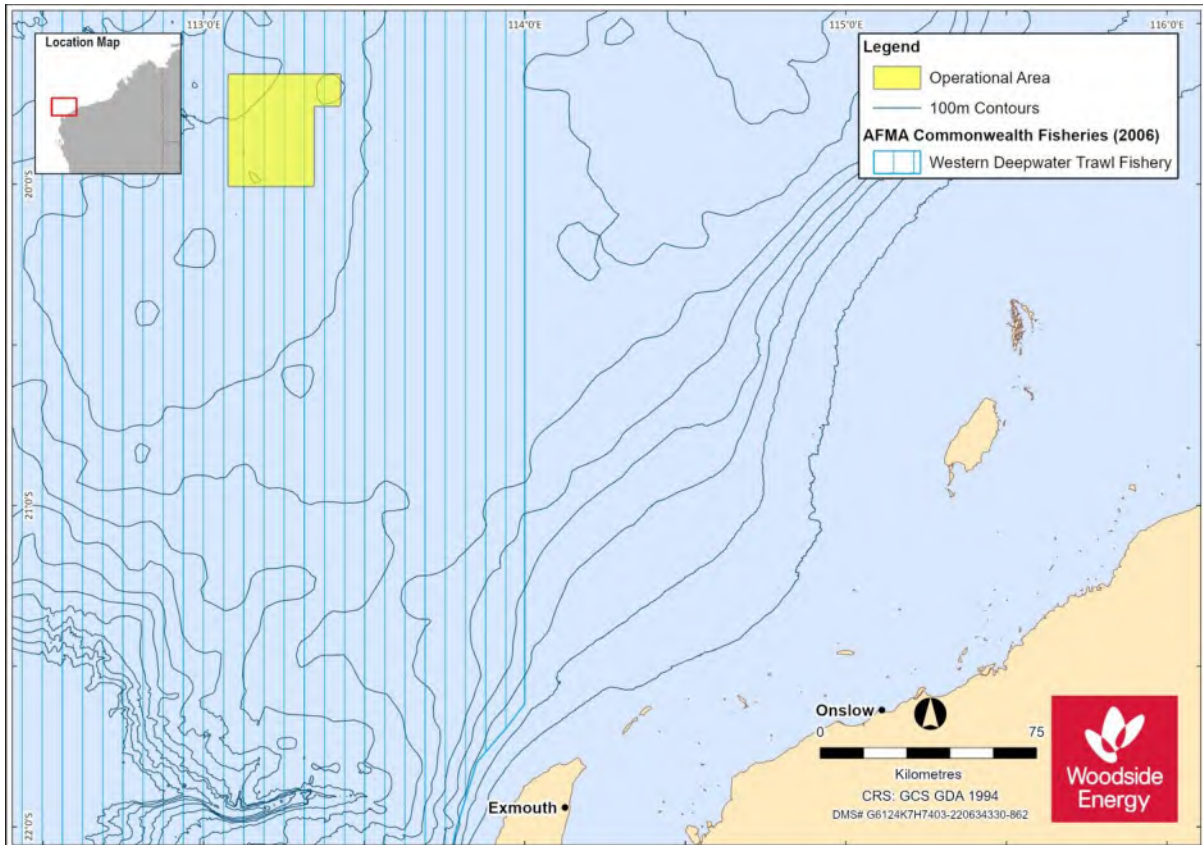 113°0'E
114°0'E
115°0'E
116°0'E
Location Map
Legend
Operational Area
100m Contours
AFMA Commonwealth Fisheries (2006)
Western Deepwater Trawl Fishery
20°0'S
21°0'S
22°0'S
Onslow
0 75
Kilometres
CRS: GCS GDA 1994
DMS# G6124K7H7403-220634330-862
Exmouth
Woodside
Energy